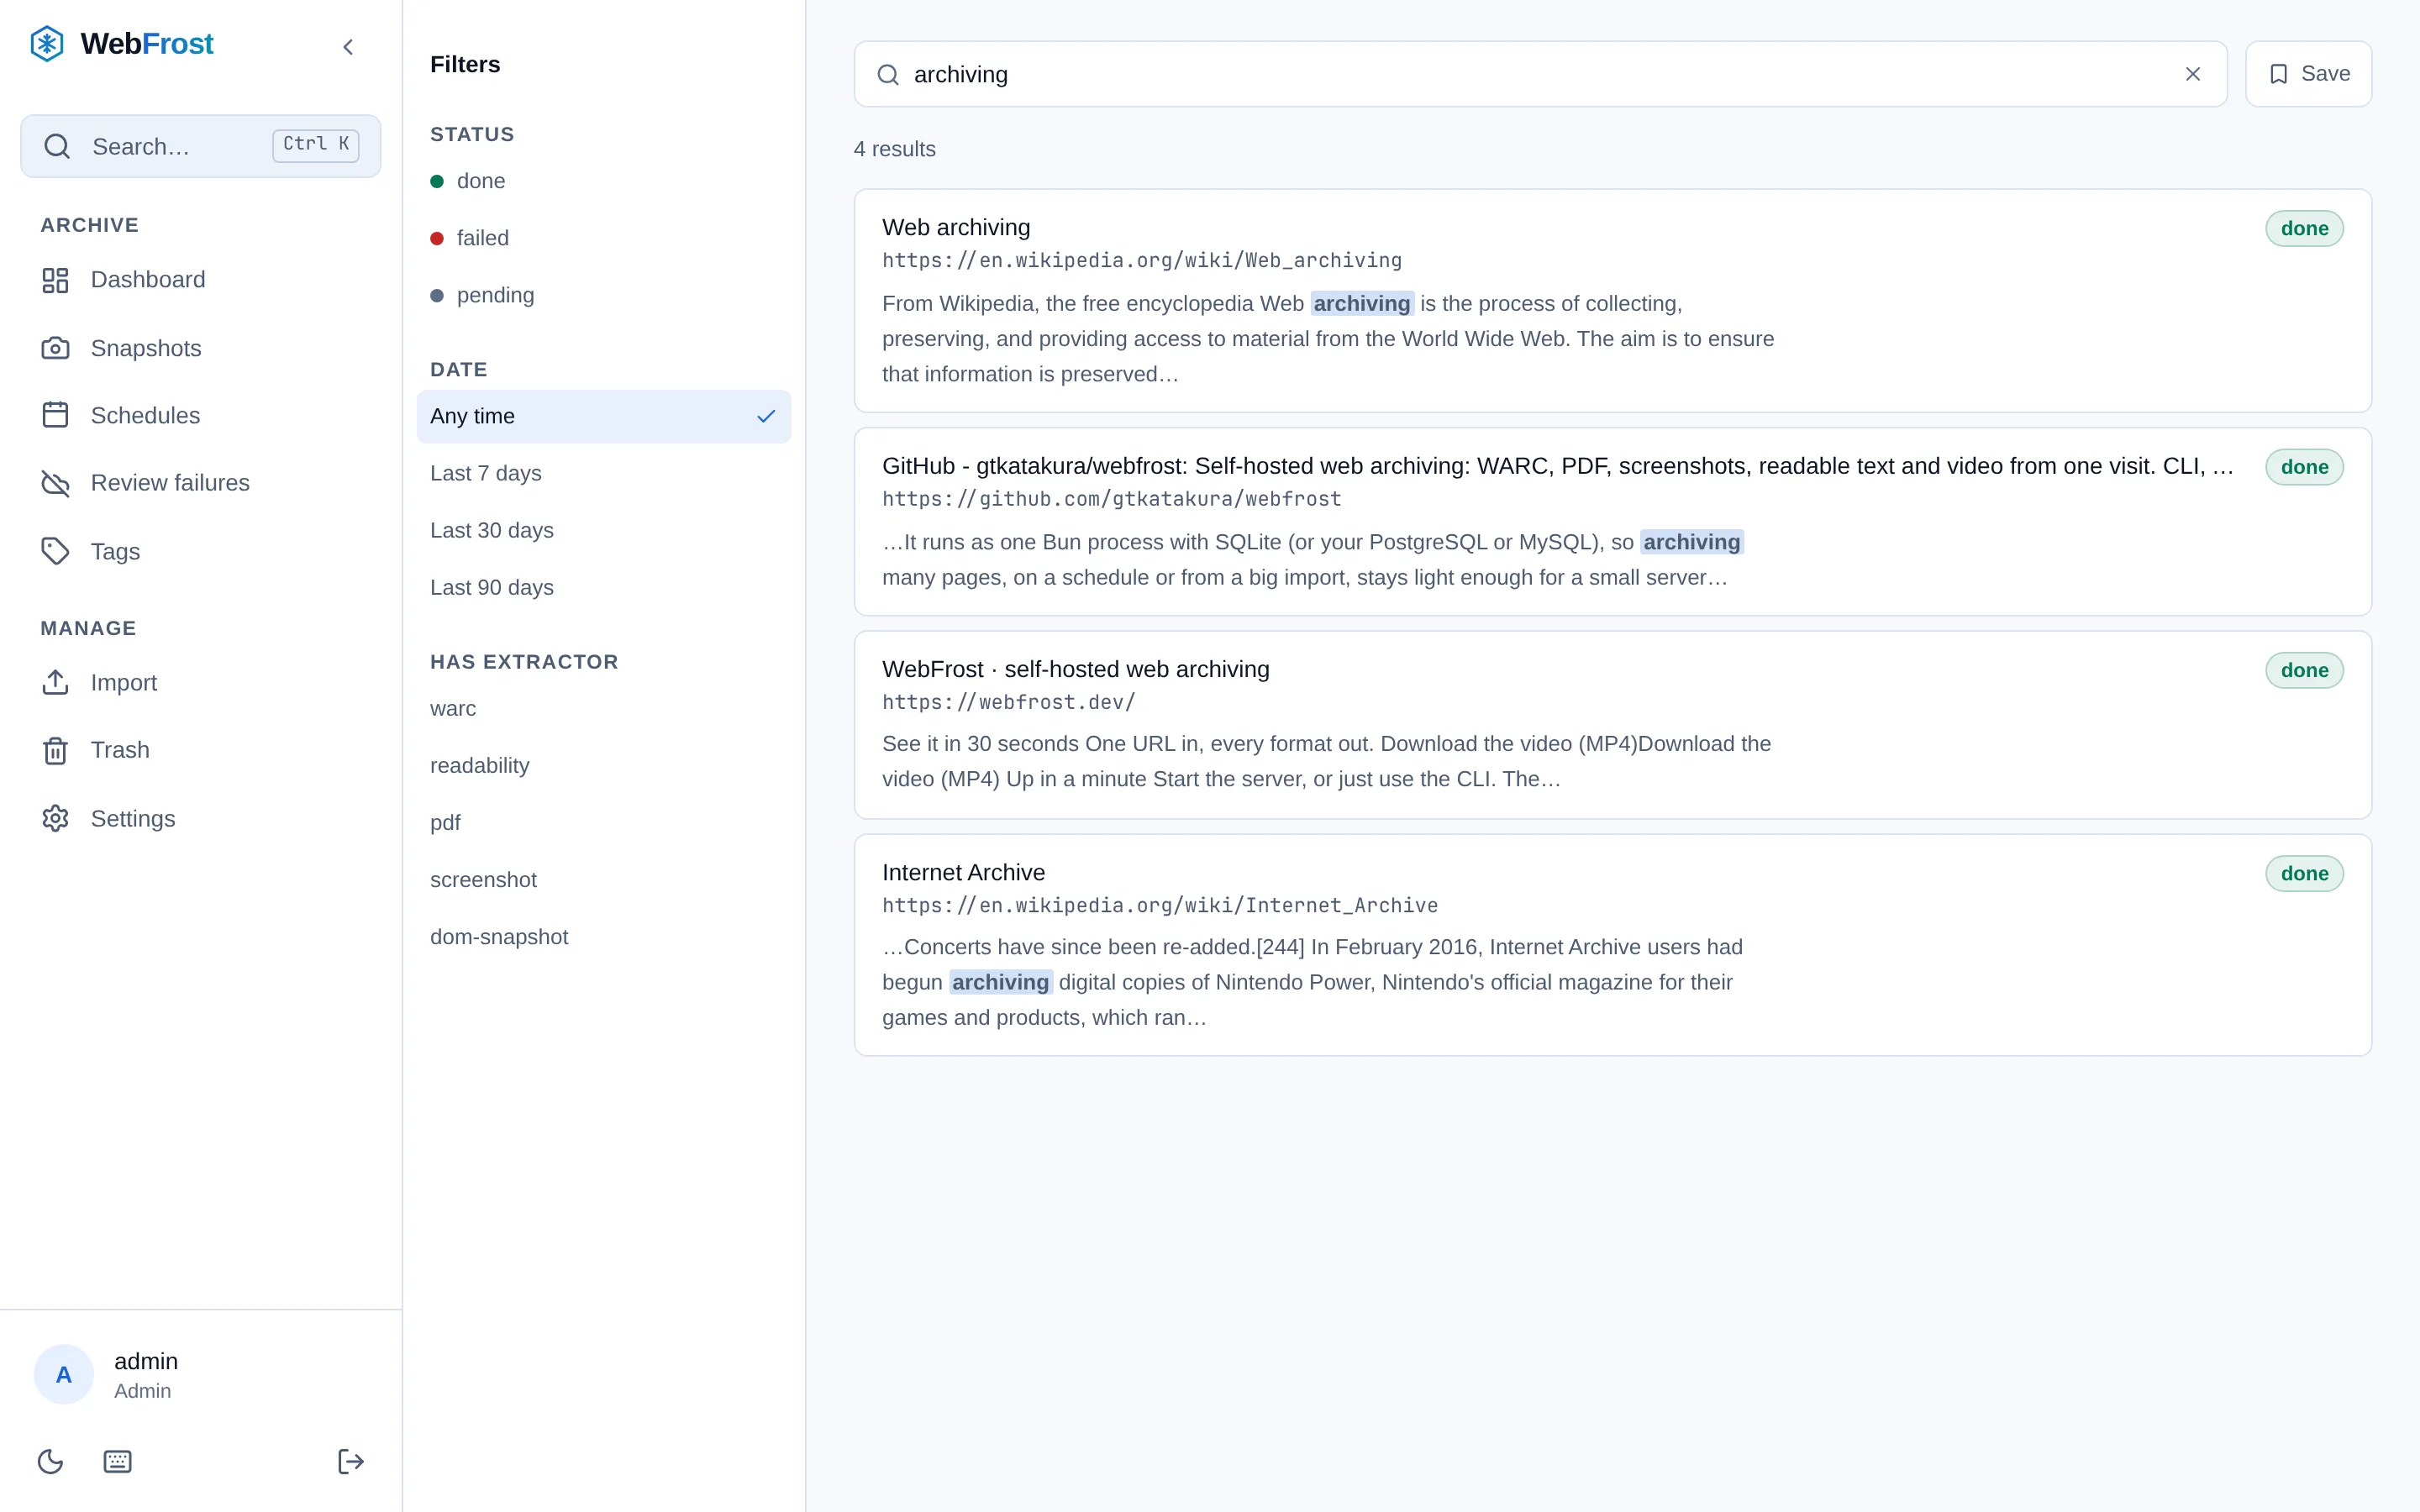 WebFrost
Search…
Ctrl K
ARCHIVE
Dashboard
Snapshots
Schedules
Review failures
Tags
MANAGE
Import
Trash
Settings
A
admin
Admin
Filters
STATUS
done
failed
pending
DATE
Any time
Last 7 days
Last 30 days
Last 90 days
HAS EXTRACTOR
warc
readability
pdf
screenshot
dom-snapshot
archiving
Save
4 results
Web archiving
done
https://en.wikipedia.org/wiki/Web_archiving
From Wikipedia, the free encyclopedia Web archiving is the process of collecting,
preserving, and providing access to material from the World Wide Web. The aim is to ensure
that information is preserved…
GitHub - gtkatakura/webfrost: Self-hosted web archiving: WARC, PDF, screenshots, readable text and video from one visit. CLI, …
done
https://github.com/gtkatakura/webfrost
…It runs as one Bun process with SQLite (or your PostgreSQL or MySQL), so archiving
many pages, on a schedule or from a big import, stays light enough for a small server…
WebFrost · self-hosted web archiving
done
https://webfrost.dev/
See it in 30 seconds One URL in, every format out. Download the video (MP4)Download the
video (MP4) Up in a minute Start the server, or just use the CLI. The…
Internet Archive
done
https://en.wikipedia.org/wiki/Internet_Archive
…Concerts have since been re-added.[244] In February 2016, Internet Archive users had
begun archiving digital copies of Nintendo Power, Nintendo's official magazine for their
games and products, which ran…